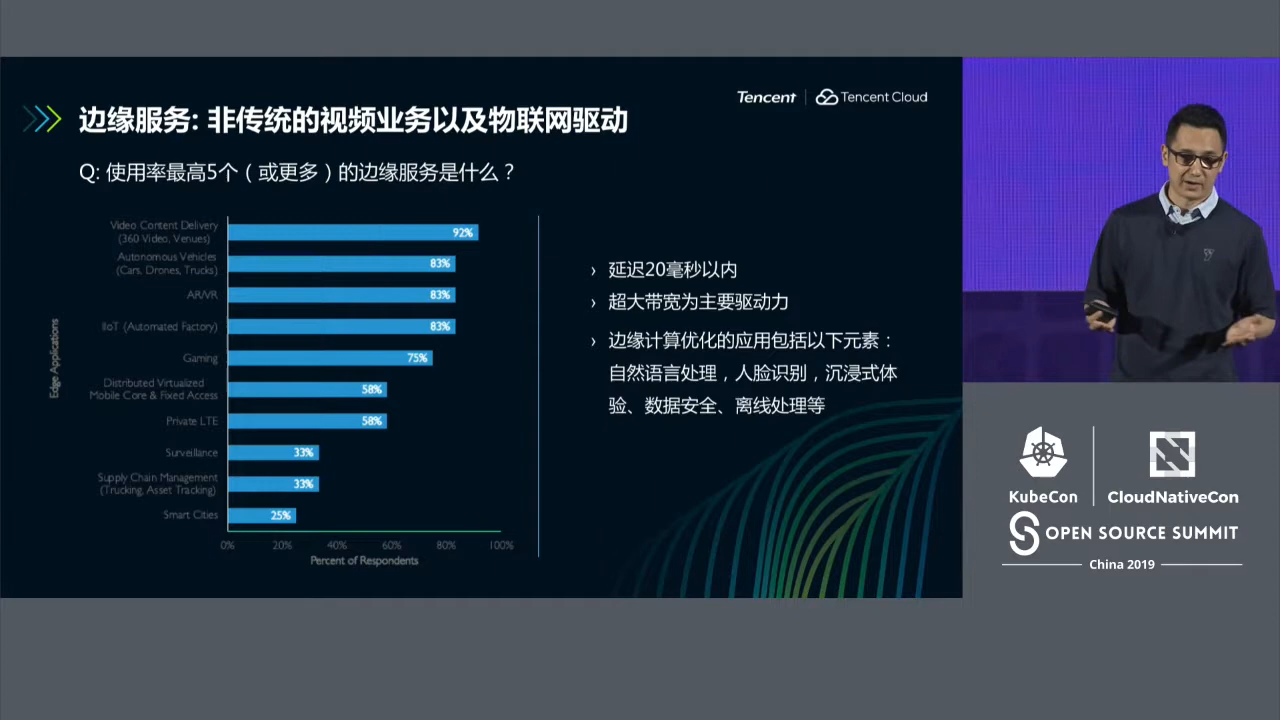 边缘服务: 非传统的视频业务以及物联网驱动
Tencent
Tencent Cloud
Q: 使用率最高5个（或更多）的边缘服务是什么？
Edge Applications
Video Content Delivery
(360 Video, Venues)
92%
Autonomous Vehicles
(Cars, Drones, Trucks)
83%
AR/VR
83%
IIoT (Automated Factory)
83%
Gaming
75%
Distributed Virtualized
Mobile Core & Fixed Access
58%
Private LTE
58%
Surveillance
33%
Supply Chain Management
(Trucking, Asset Tracking)
33%
Smart Cities
25%
0% 20% 40% 60% 80% 100%
Percent of Respondents
› 延迟20毫秒以内
› 超大带宽为主要驱动力
› 边缘计算优化的应用包括以下元素：
自然语言处理，人脸识别，沉浸式体
验、数据安全、离线处理等
KubeCon
CloudNativeCon
OPEN SOURCE SUMMIT
China 2019